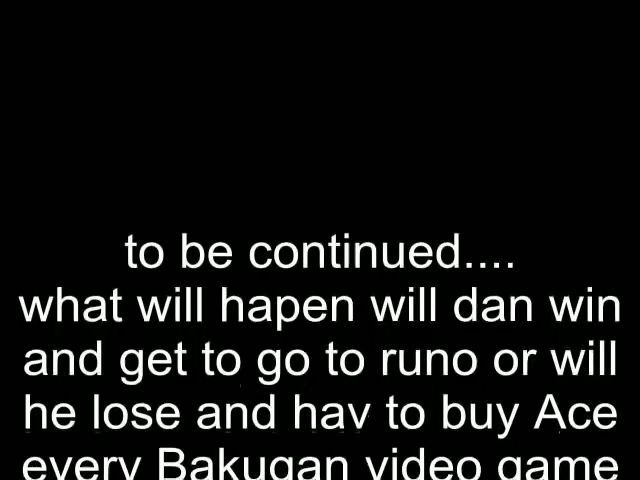 to be continued....
what will hapen will dan win
and get to go to runo or will
he lose and hav to buy Ace
every Bakugan video game